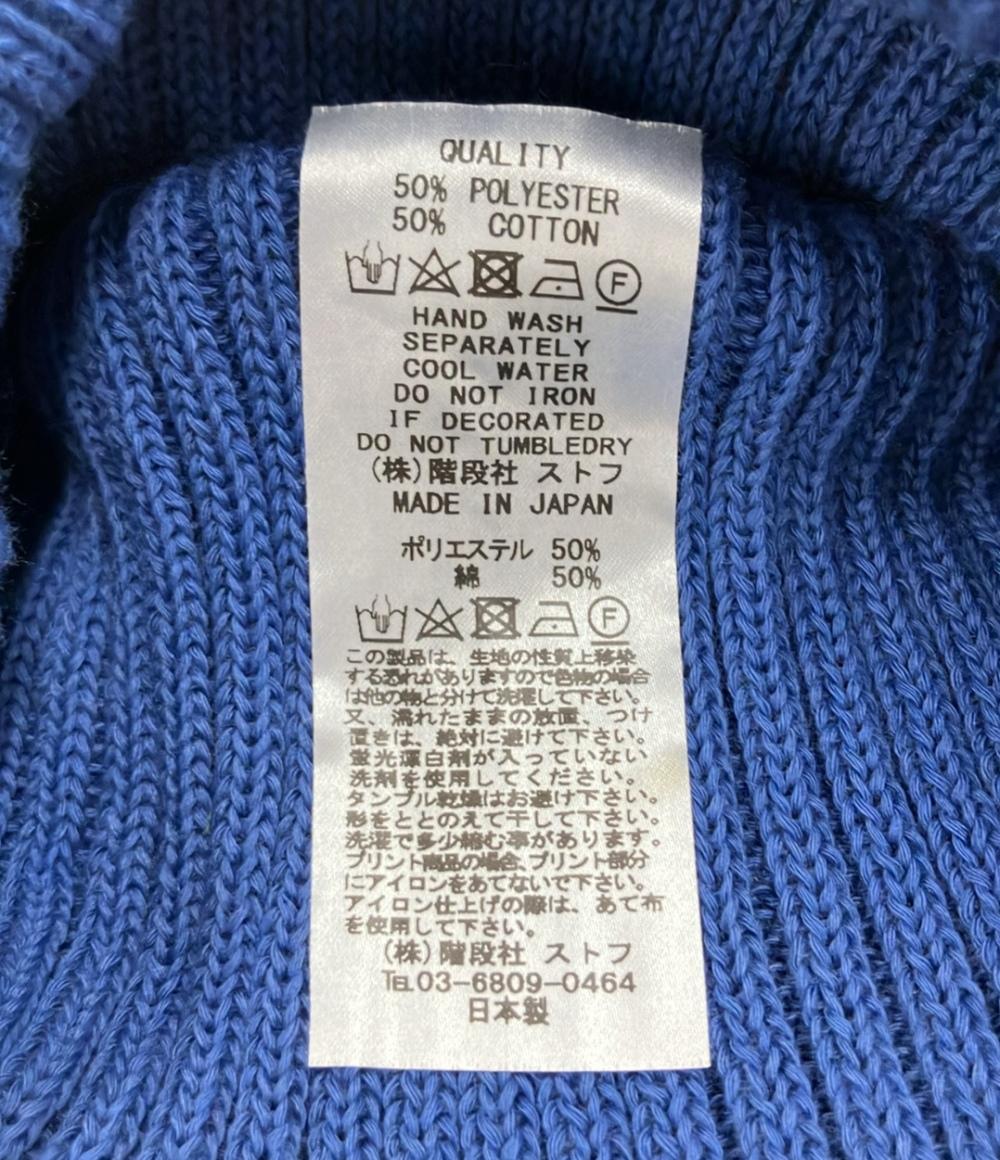 QUALITY
50% POLYESTER
50% COTTON
F
HAND WASH
SEPARATELY
COOL WATER
DO NOT IRON
IF DECORATED
DO NOT TUMBLEDRY
(株)階段社 ストフ
MADE IN JAPAN
ポリエステル 50%
綿 50%
F
この製品は、生地の性質上移染
する恐れがありますので色物の場合
は他の物と分けて洗濯して下さい。
又、濡れたままの放置、つけ
置きは、絶対に避けて下さい。
蛍光漂白剤が入っていない
洗剤を使用してください。
タンブル乾燥はお避け下さい。
形をととのえて干して下さい。
洗濯で多少縮む事があります。
プリント商品の場合、プリント部分
にアイロンをあてないで下さい。
アイロン仕上げの際は、あて布
を使用して下さい。
(株)階段社 ストフ
℡03-6809-0464
日本製